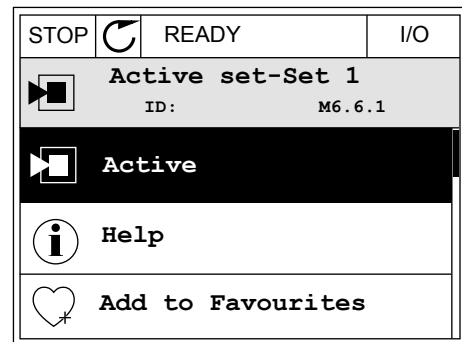 STOP READY I/O
Active set-Set 1
ID: M6.6.1
Active
Help
Add to Favourites